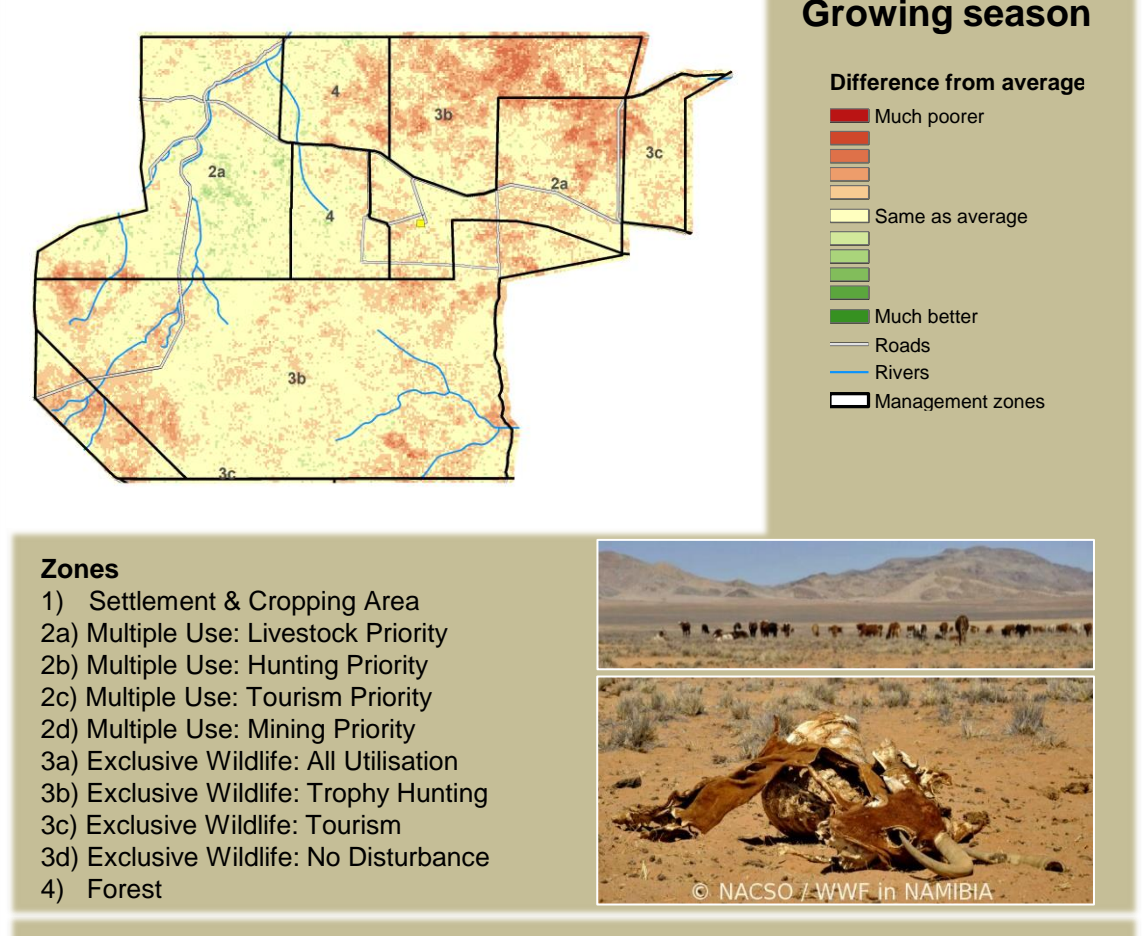 Growing season
Difference from average
Much poorer
Same as average
Much better
Roads
Rivers
Management zones
4
3b
3c
2a
2a
4
3b
3c
Zones
1) Settlement & Cropping Area
2a) Multiple Use: Livestock Priority
2b) Multiple Use: Hunting Priority
2c) Multiple Use: Tourism Priority
2d) Multiple Use: Mining Priority
3a) Exclusive Wildlife: All Utilisation
3b) Exclusive Wildlife: Trophy Hunting
3c) Exclusive Wildlife: Tourism
3d) Exclusive Wildlife: No Disturbance
4) Forest
© NACSO / WWF in NAMIBIA